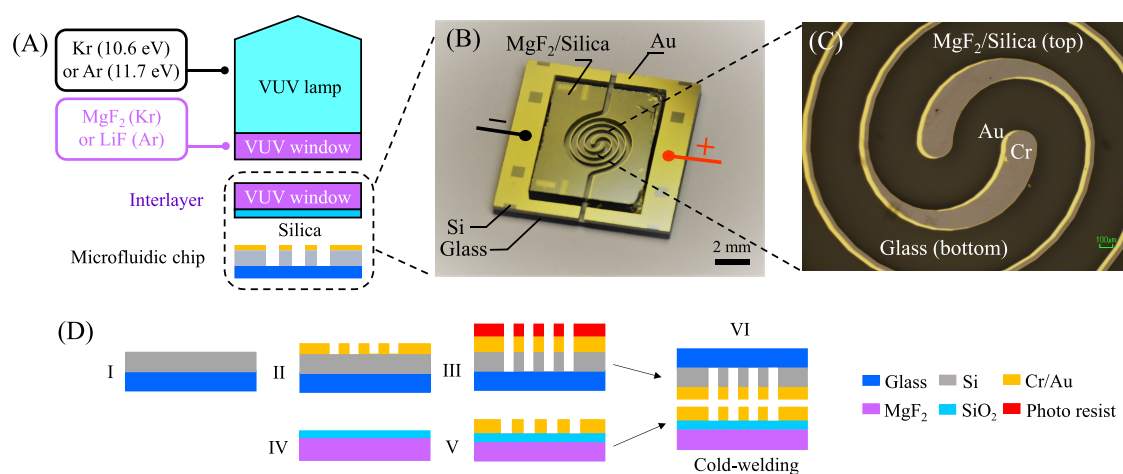 (A)
Kr (10.6 eV)
or Ar (11.7 eV)
MgF₂ (Kr)
or LiF (Ar)
VUV lamp
VUV window
Interlayer
VUV window
Silica
Microfluidic chip
(B)
MgF₂/Silica
Au
−
+
Si
Glass
2 mm
(C)
MgF₂/Silica (top)
Au
Cr
Glass (bottom)
100μm
(D)
I
II
III
IV
V
VI
Cold-welding
Glass
Si
Cr/Au
MgF₂
SiO₂
Photo resist